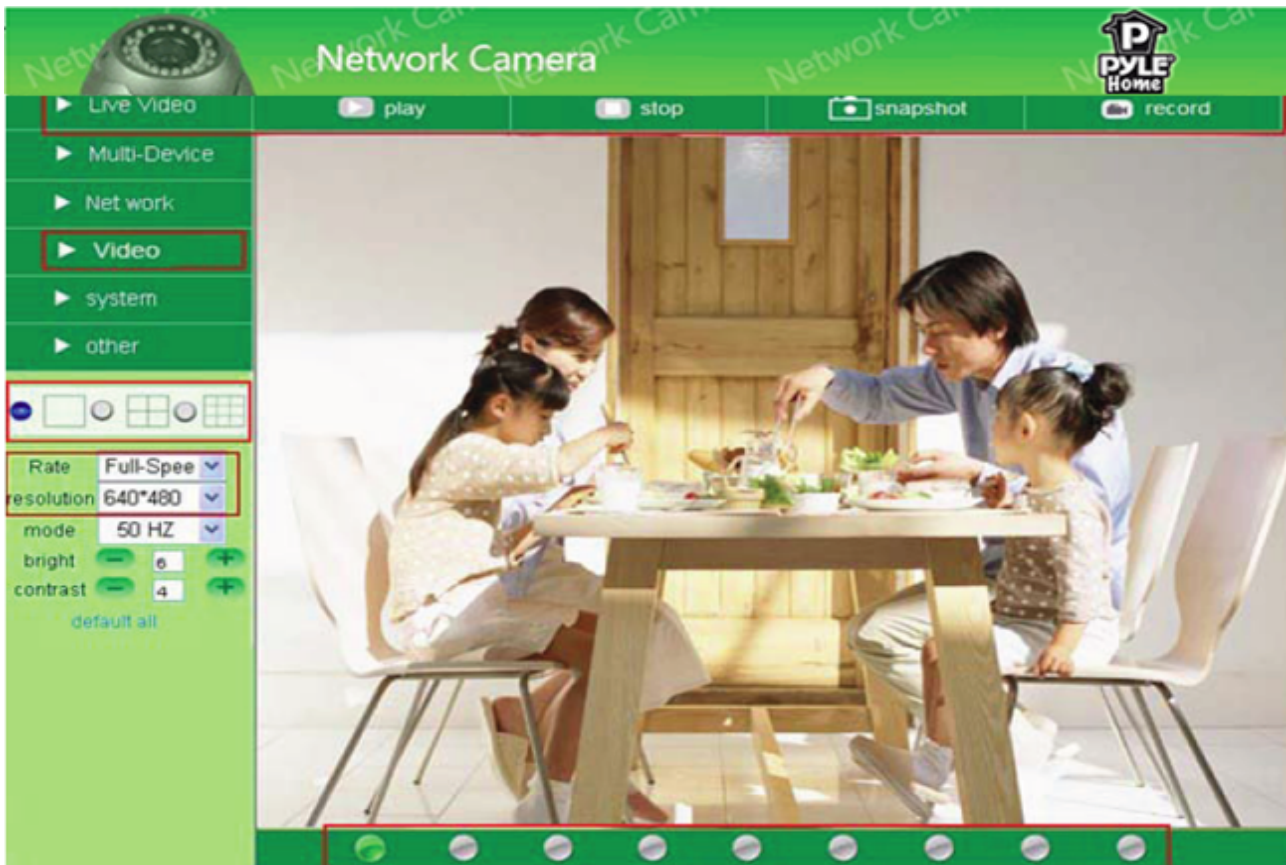 Network Camera
PYLE
Home
Live Video
play
stop
snapshot
record
Multi-Device
Net work
Video
system
other
Rate Full-Spee
resolution 640*480
mode 50 HZ
bright 6
contrast 4
default all